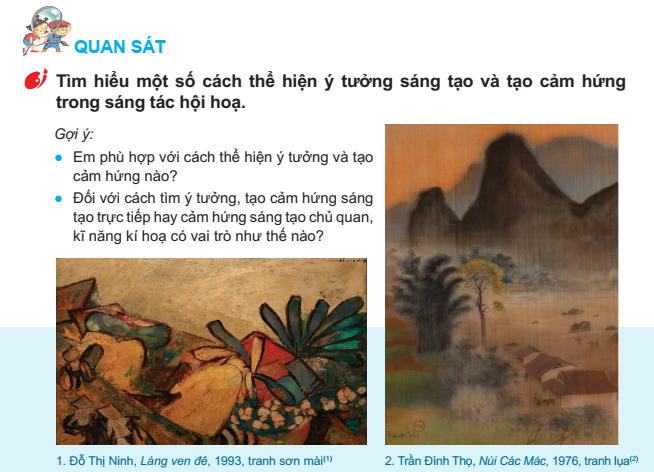 QUAN SÁT
Tìm hiểu một số cách thể hiện ý tưởng sáng tạo và tạo cảm hứng
trong sáng tác hội hoạ.
Gợi ý:
• Em phù hợp với cách thể hiện ý tưởng và tạo
cảm hứng nào?
• Đối với cách tìm ý tưởng, tạo cảm hứng sáng
tạo trực tiếp hay cảm hứng sáng tạo chủ quan,
kĩ năng kí hoạ có vai trò như thế nào?
1. Đỗ Thị Ninh, Làng ven đê, 1993, tranh sơn mài(1)
2. Trần Đình Thọ, Núi Các Mác, 1976, tranh lụa(2)